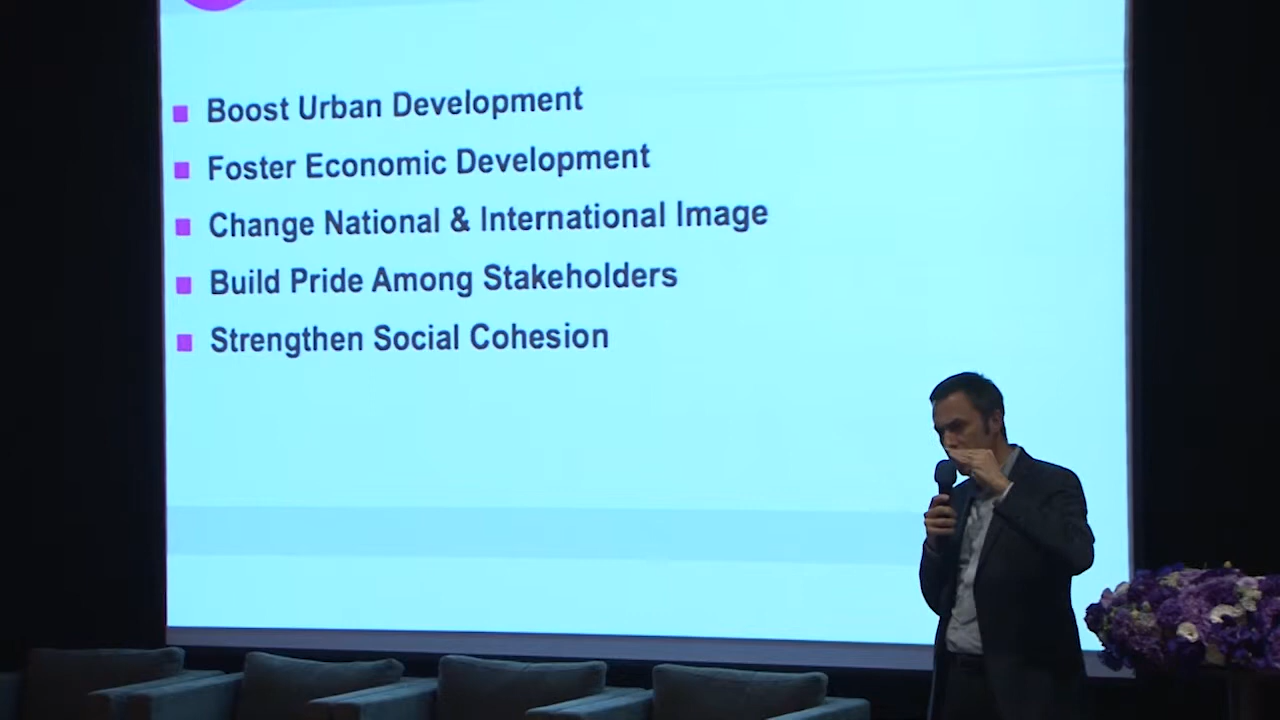 Boost Urban Development
Foster Economic Development
Change National & International Image
Build Pride Among Stakeholders
Strengthen Social Cohesion